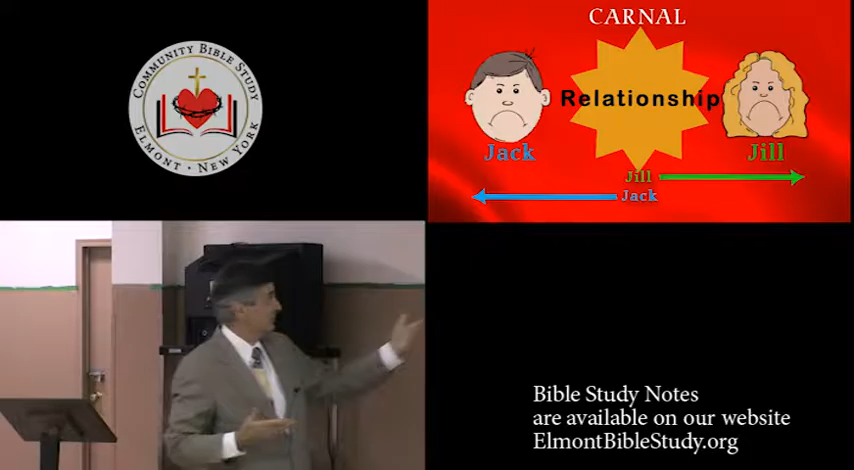 COMMUNITY BIBLE STUDY
ELMONT • NEW YORK
CARNAL
Relationship
Jack
Jill
Jill
Jack
Bible Study Notes
are available on our website
ElmontBibleStudy.org